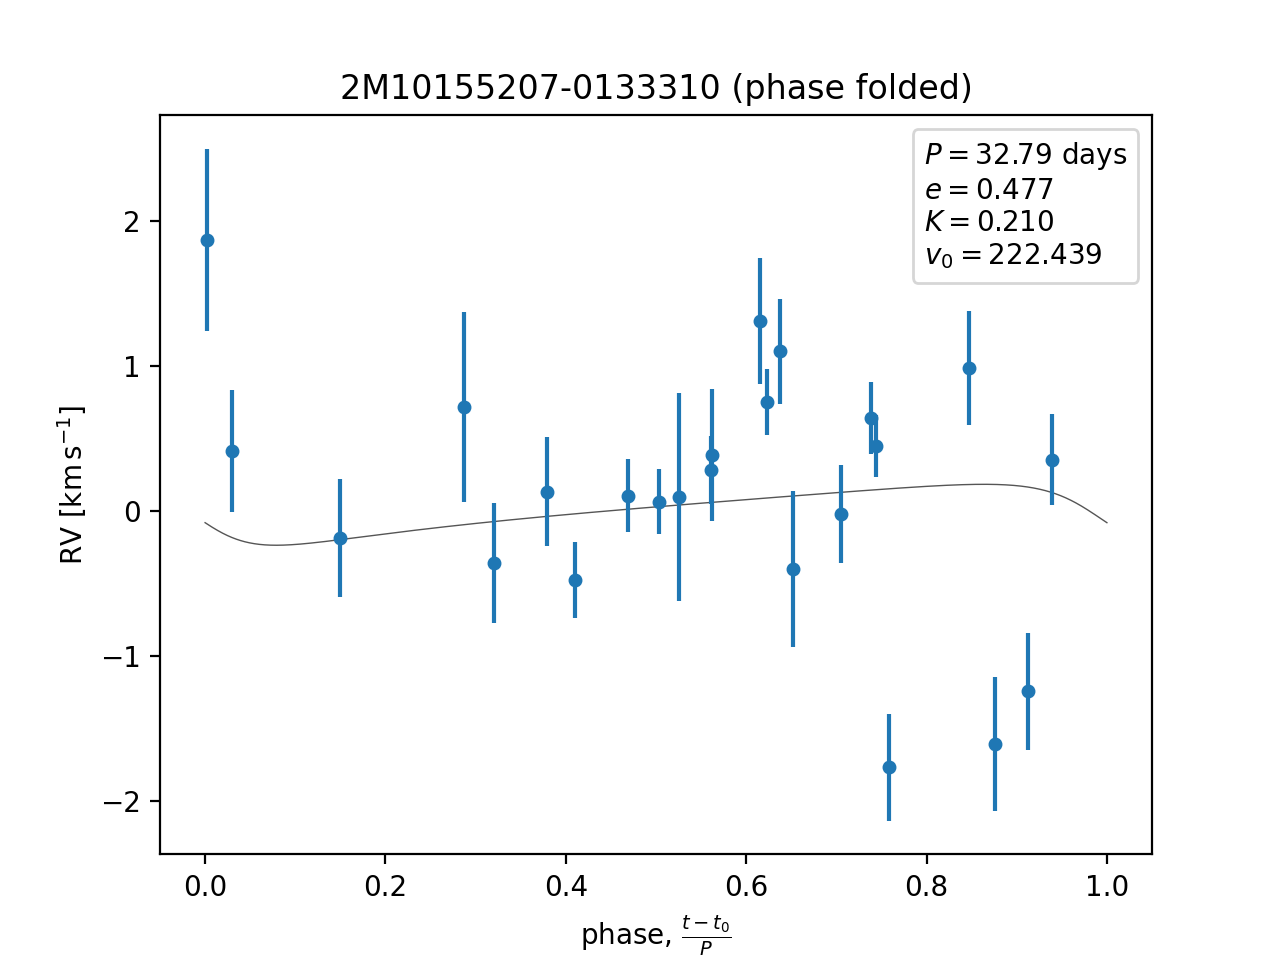 2M10155207-0133310 (phase folded)
P = 32.79 days
e = 0.477
K = 0.210
v₀ = 222.439
2
1
0
−1
−2
RV [km s⁻¹]
0.0 0.2 0.4 0.6 0.8 1.0
phase, (t − t₀)/P